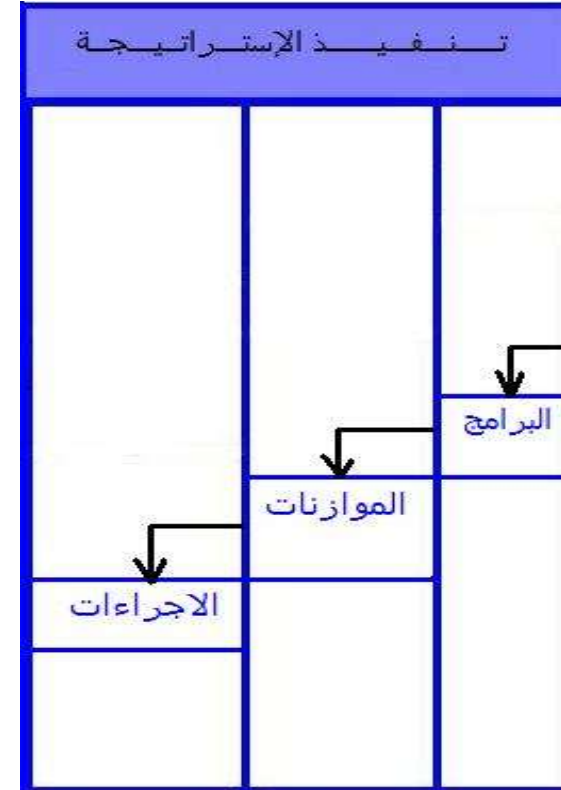 تنفيذ الإستراتيجة
البرامج
الموازنات
الاجراءات